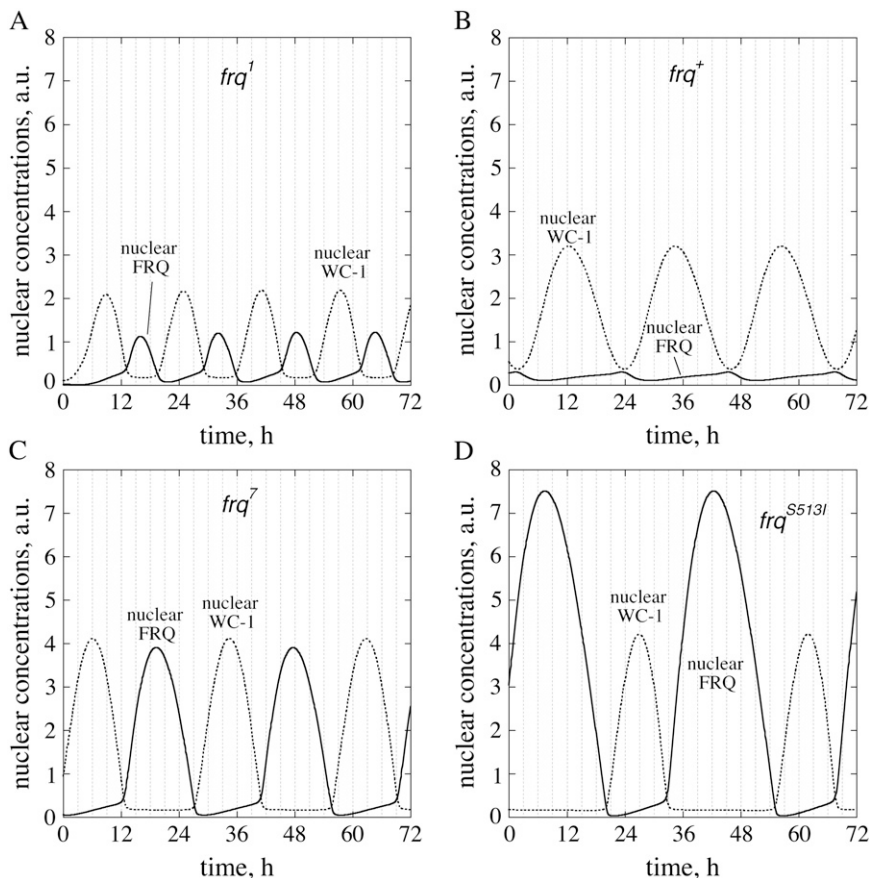 A
frq1
nuclear concentrations, a.u.
8
7
6
5
4
3
2
1
0
nuclear
FRQ
nuclear
WC-1
0 12 24 36 48 60 72
time, h
B
frq+
nuclear concentrations, a.u.
8
7
6
5
4
3
2
1
0
nuclear
WC-1
nuclear
FRQ
0 12 24 36 48 60 72
time, h
C
frq7
nuclear concentrations, a.u.
8
7
6
5
4
3
2
1
0
nuclear
FRQ
nuclear
WC-1
0 12 24 36 48 60 72
time, h
D
frqS513I
nuclear concentrations, a.u.
8
7
6
5
4
3
2
1
0
nuclear
WC-1
nuclear
FRQ
0 12 24 36 48 60 72
time, h